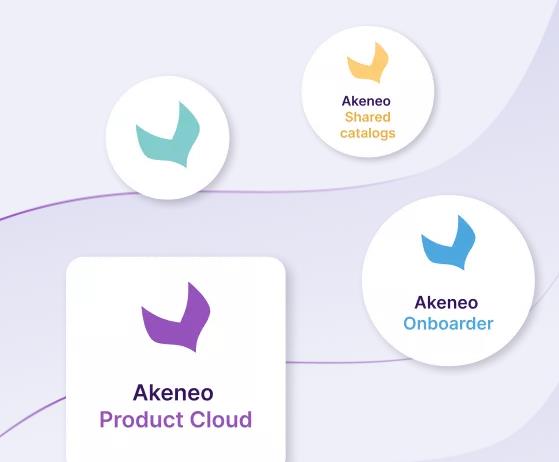 Akeneo
Shared
catalogs
Akeneo
Onboarder
Akeneo
Product Cloud